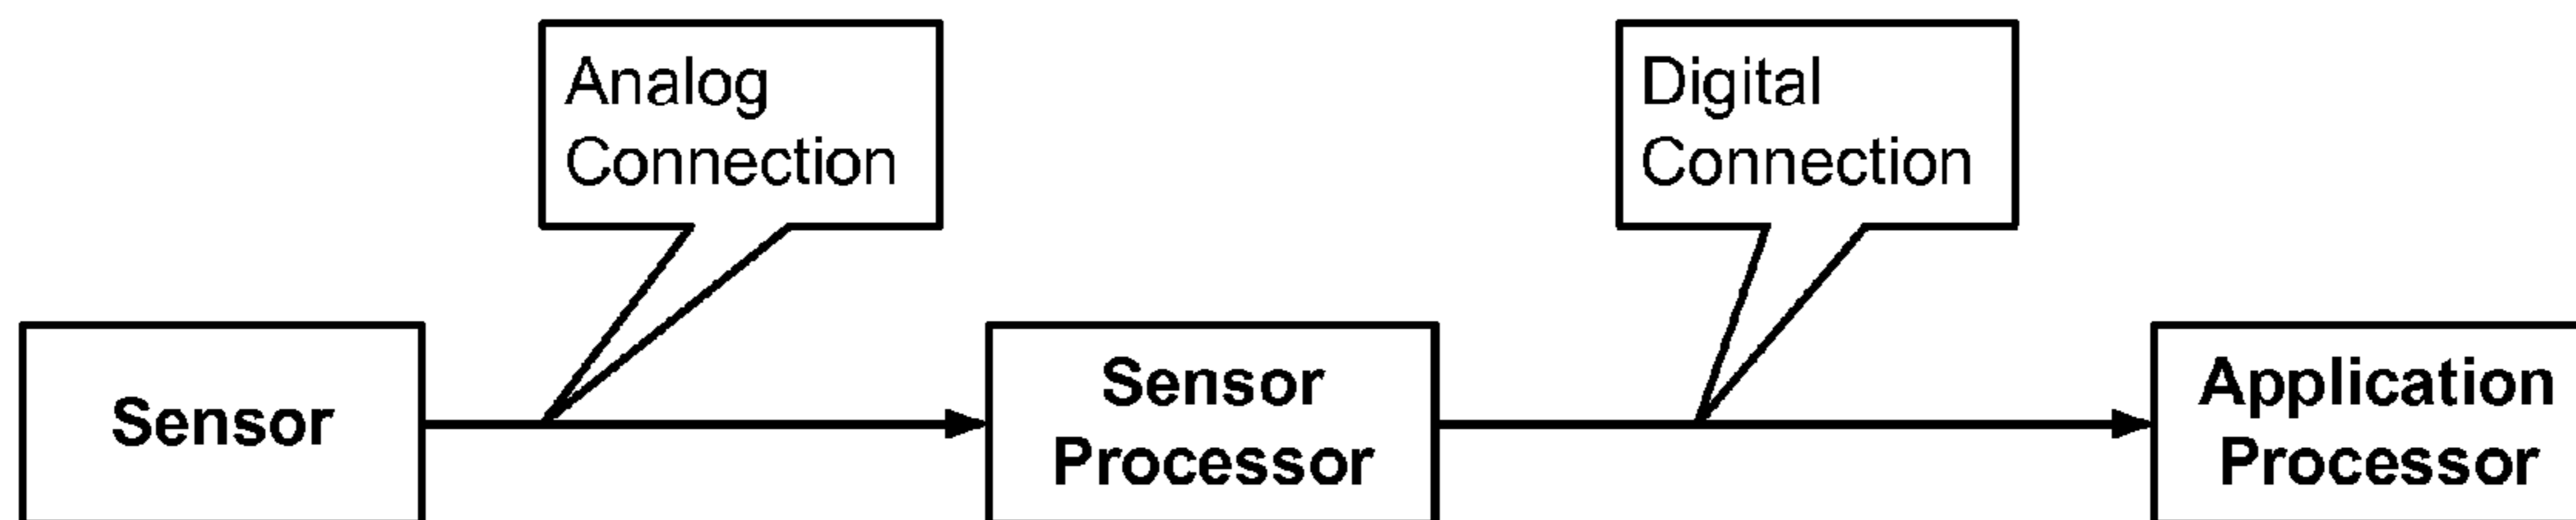 Analog
Connection
Digital
Connection
Sensor
Sensor
Processor
Application
Processor